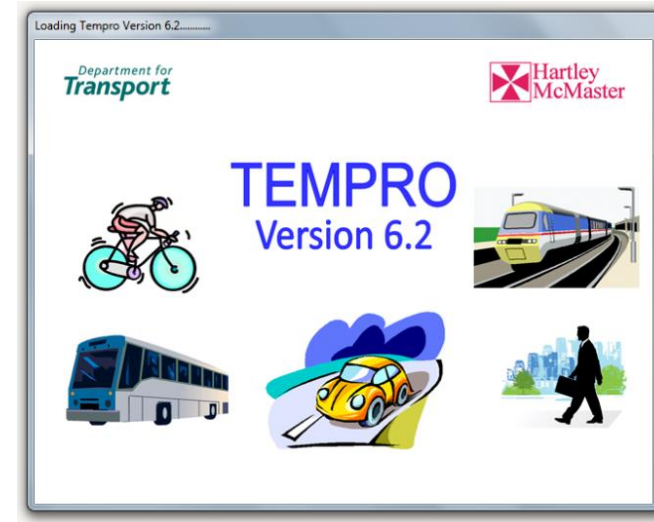 Loading Tempro Version 6.2............
Department for
Transport
Hartley
McMaster
TEMPRO
Version 6.2